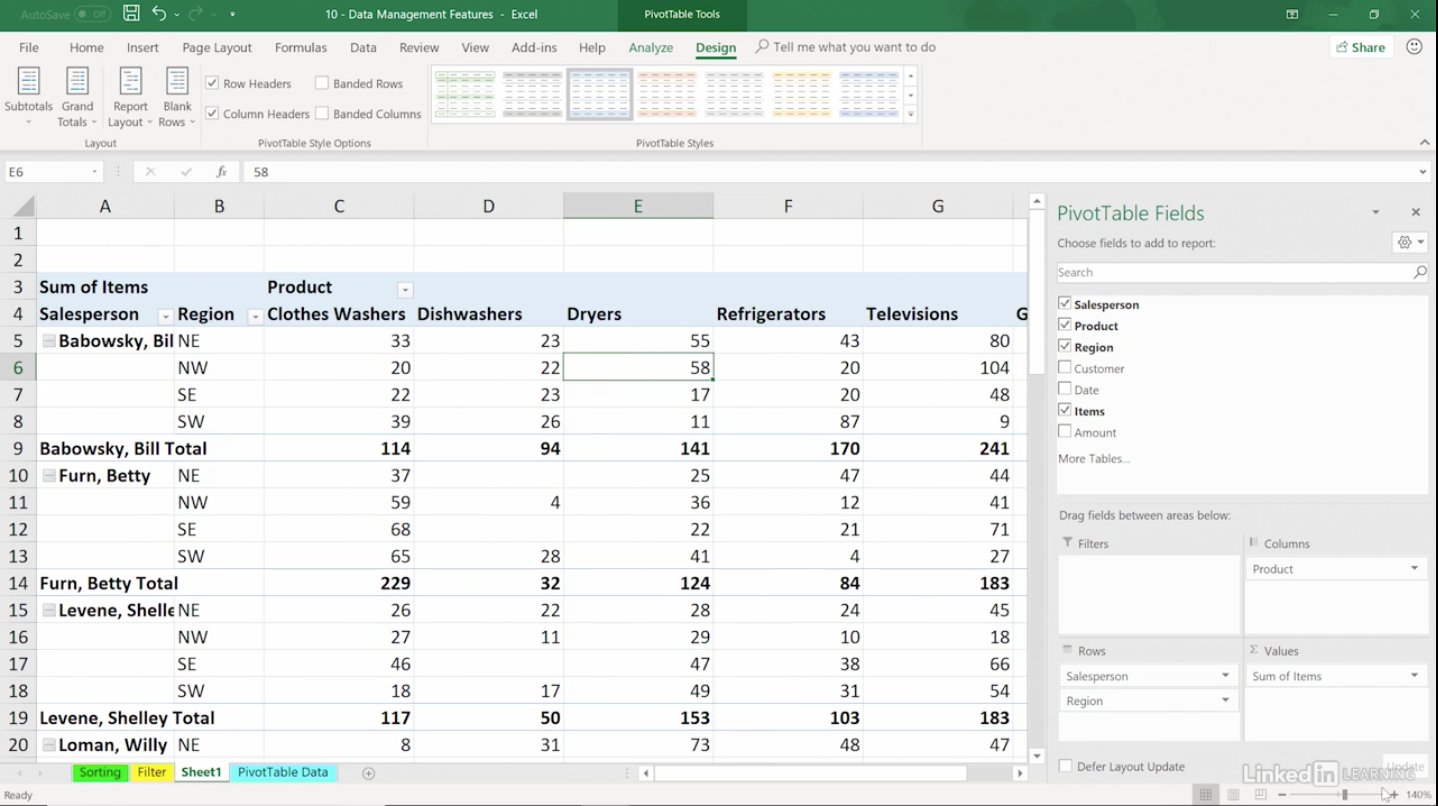 AutoSave Off 10 - Data Management Features - Excel PivotTable Tools
File Home Insert Page Layout Formulas Data Review View Add-ins Help Analyze Design Tell me what you want to do Share
Subtotals Grand Totals Report Layout Blank Rows
Row Headers Banded Rows
Column Headers Banded Columns
Layout PivotTable Style Options PivotTable Styles
E6 fx 58
A B C D E F G
1
2
3 Sum of Items Product
4 Salesperson Region Clothes Washers Dishwashers Dryers Refrigerators Televisions G
5 Babowsky, Bil NE 33 23 55 43 80
6 NW 20 22 58 20 104
7 SE 22 23 17 20 48
8 SW 39 26 11 87 9
9 Babowsky, Bill Total 114 94 141 170 241
10 Furn, Betty NE 37 25 47 44
11 NW 59 4 36 12 41
12 SE 68 22 21 71
13 SW 65 28 41 4 27
14 Furn, Betty Total 229 32 124 84 183
15 Levene, Shelle NE 26 22 28 24 45
16 NW 27 11 29 10 18
17 SE 46 47 38 66
18 SW 18 17 49 31 54
19 Levene, Shelley Total 117 50 153 103 183
20 Loman, Willy NE 8 31 73 48 47
Sorting Filter Sheet1 PivotTable Data
Ready
PivotTable Fields
Choose fields to add to report:
Search
Salesperson
Product
Region
Customer
Date
Items
Amount
More Tables...
Drag fields between areas below:
Filters Columns
Product
Rows Σ Values
Salesperson Sum of Items
Region
Defer Layout Update Update
LinkedIn LEARNING
140%